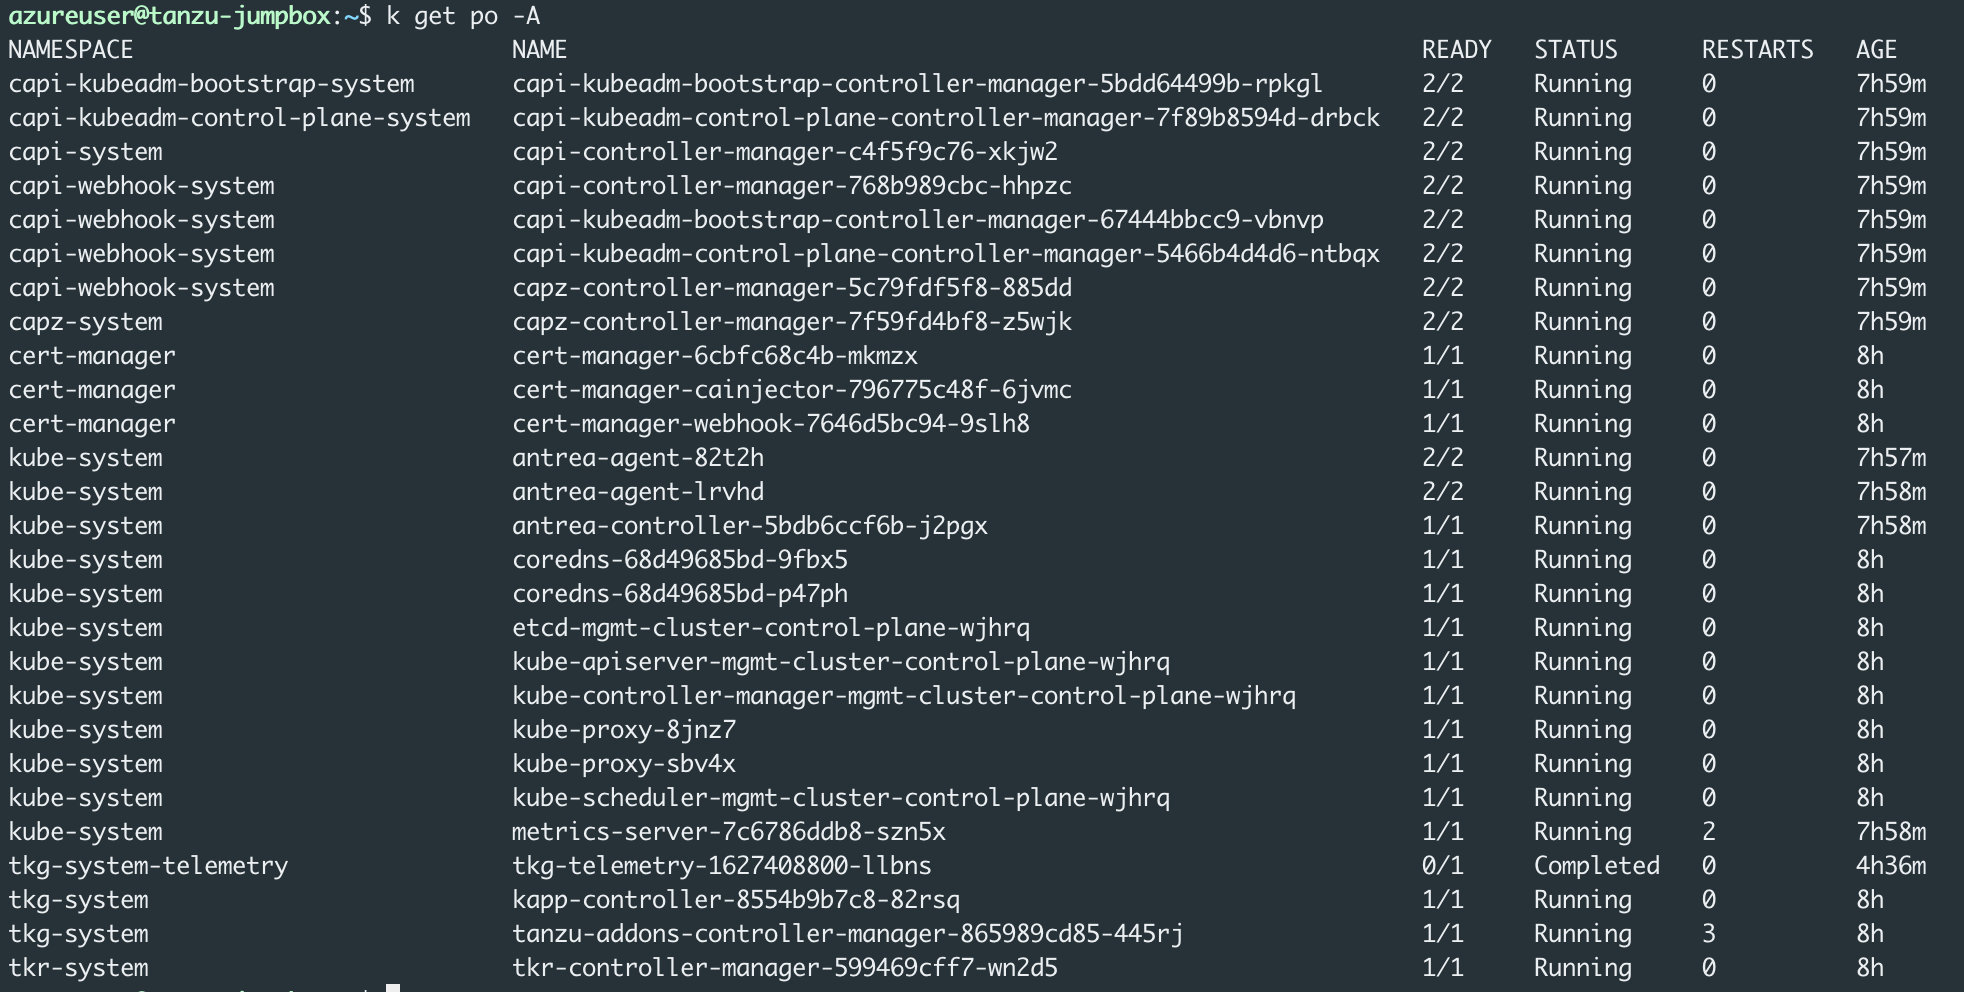 azureuser@tanzu-jumpbox:~$ k get po -A
NAMESPACE NAME READY STATUS RESTARTS AGE
capi-kubeadm-bootstrap-system capi-kubeadm-bootstrap-controller-manager-5bdd64499b-rpkgl 2/2 Running 0 7h59m
capi-kubeadm-control-plane-system capi-kubeadm-control-plane-controller-manager-7f89b8594d-drbck 2/2 Running 0 7h59m
capi-system capi-controller-manager-c4f5f9c76-xkjw2 2/2 Running 0 7h59m
capi-webhook-system capi-controller-manager-768b989cbc-hhpzc 2/2 Running 0 7h59m
capi-webhook-system capi-kubeadm-bootstrap-controller-manager-67444bbcc9-vbnvp 2/2 Running 0 7h59m
capi-webhook-system capi-kubeadm-control-plane-controller-manager-5466b4d4d6-ntbqx 2/2 Running 0 7h59m
capi-webhook-system capz-controller-manager-5c79fdf5f8-885dd 2/2 Running 0 7h59m
capz-system capz-controller-manager-7f59fd4bf8-z5wjk 2/2 Running 0 7h59m
cert-manager cert-manager-6cbfc68c4b-mkmzx 1/1 Running 0 8h
cert-manager cert-manager-cainjector-796775c48f-6jvmc 1/1 Running 0 8h
cert-manager cert-manager-webhook-7646d5bc94-9slh8 1/1 Running 0 8h
kube-system antrea-agent-82t2h 2/2 Running 0 7h57m
kube-system antrea-agent-lrvhd 2/2 Running 0 7h58m
kube-system antrea-controller-5bdb6ccf6b-j2pgx 1/1 Running 0 7h58m
kube-system coredns-68d49685bd-9fbx5 1/1 Running 0 8h
kube-system coredns-68d49685bd-p47ph 1/1 Running 0 8h
kube-system etcd-mgmt-cluster-control-plane-wjhrq 1/1 Running 0 8h
kube-system kube-apiserver-mgmt-cluster-control-plane-wjhrq 1/1 Running 0 8h
kube-system kube-controller-manager-mgmt-cluster-control-plane-wjhrq 1/1 Running 0 8h
kube-system kube-proxy-8jnz7 1/1 Running 0 8h
kube-system kube-proxy-sbv4x 1/1 Running 0 8h
kube-system kube-scheduler-mgmt-cluster-control-plane-wjhrq 1/1 Running 0 8h
kube-system metrics-server-7c6786ddb8-szn5x 1/1 Running 2 7h58m
tkg-system-telemetry tkg-telemetry-1627408800-llbns 0/1 Completed 0 4h36m
tkg-system kapp-controller-8554b9b7c8-82rsq 1/1 Running 0 8h
tkg-system tanzu-addons-controller-manager-865989cd85-445rj 1/1 Running 3 8h
tkr-system tkr-controller-manager-599469cff7-wn2d5 1/1 Running 0 8h